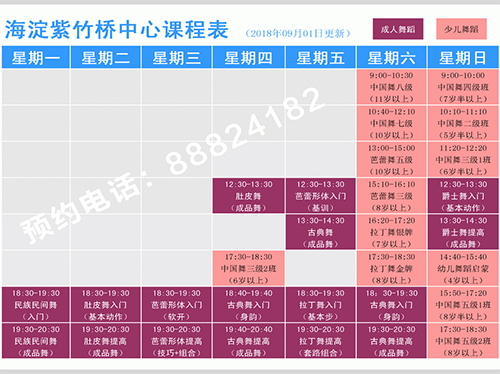 海淀紫竹桥中心课程表 (2018年09月01日更新) 成人舞蹈 少儿舞蹈
星期一 星期二 星期三 星期四 星期五 星期六 星期日
9:00-10:30 9:00-10:00
中国舞八级 中国舞四级班
(11岁以上) (7岁半以上)
10:40-12:10 10:10-11:10
中国舞七级 中国舞二级班
(10岁以上) (5岁半以上)
13:00-15:00 11:20-12:20
芭蕾舞五级 中国舞三级1班
(10岁以上) (6岁半以上)
12:30-13:30 12:30-13:30 15:10-16:10 12:30-13:30
肚皮舞 芭蕾形体入门 芭蕾舞三级 爵士舞入门
(成品舞) (基训) (8岁以上) (基本动作)
13:30-14:30 16:20-17:20 13:30-14:30
古典舞 拉丁舞银牌 爵士舞提高
(成品舞) (7岁以上) (成品舞)
17:30-18:30 17:30-18:30 14:40-15:40
中国舞三级2班 拉丁舞金牌 幼儿舞蹈启蒙
(6岁以上) (8岁以上) (4岁以上)
18:30-19:30 18:30-19:30 18:30-19:30 18:40-19:40 18:30-19:30 18:30-19:30 15:50-17:20
民族民间舞 肚皮舞入门 芭蕾形体入门 古典舞入门 拉丁舞入门 古典舞入门 中国舞五级1班
(入门) (基本动作) (软开) (身韵) (基本步) (身韵) (8岁半以上)
19:30-20:30 19:30-20:30 19:30-20:30 19:40-20:40 19:30-20:30 19:30-20:30 17:30-18:30
民族民间舞 肚皮舞提高 芭蕾形体提高 古典舞提高 拉丁舞提高 古典舞提高 中国舞五级2班
(成品舞) (成品舞) (技巧+组合) (成品舞) (套路组合) (成品舞) (8岁以上)
预约电话：88824182